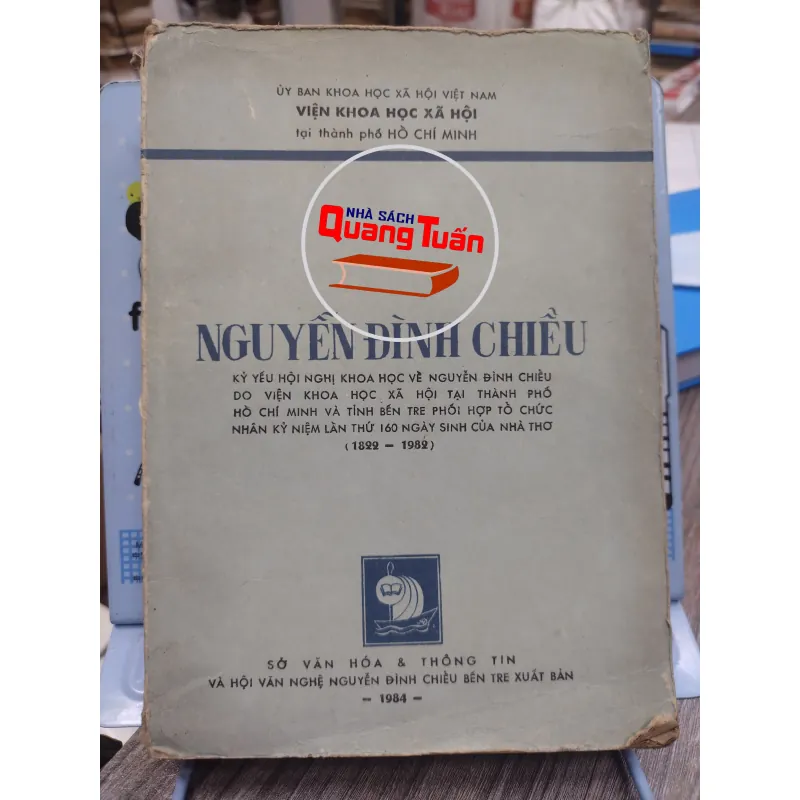 ỦY BAN KHOA HỌC XÃ HỘI VIỆT NAM
VIỆN KHOA HỌC XÃ HỘI
tại thành phố HỒ CHÍ MINH
NHÀ SÁCH
Quang Tuấn
NGUYỄN ĐÌNH CHIỀU
KỶ YẾU HỘI NGHỊ KHOA HỌC VỀ NGUYỄN ĐÌNH CHIỀU
DO VIỆN KHOA HỌC XÃ HỘI TẠI THÀNH PHỐ
HỒ CHÍ MINH VÀ TỈNH BẾN TRE PHỐI HỢP TỔ CHỨC
NHÂN KỶ NIỆM LẦN THỨ 160 NGÀY SINH CỦA NHÀ THƠ
(1822 – 1982)
SỞ VĂN HÓA & THÔNG TIN
VÀ HỘI VĂN NGHỆ NGUYỄN ĐÌNH CHIỀU BẾN TRE XUẤT BẢN
– 1984 –